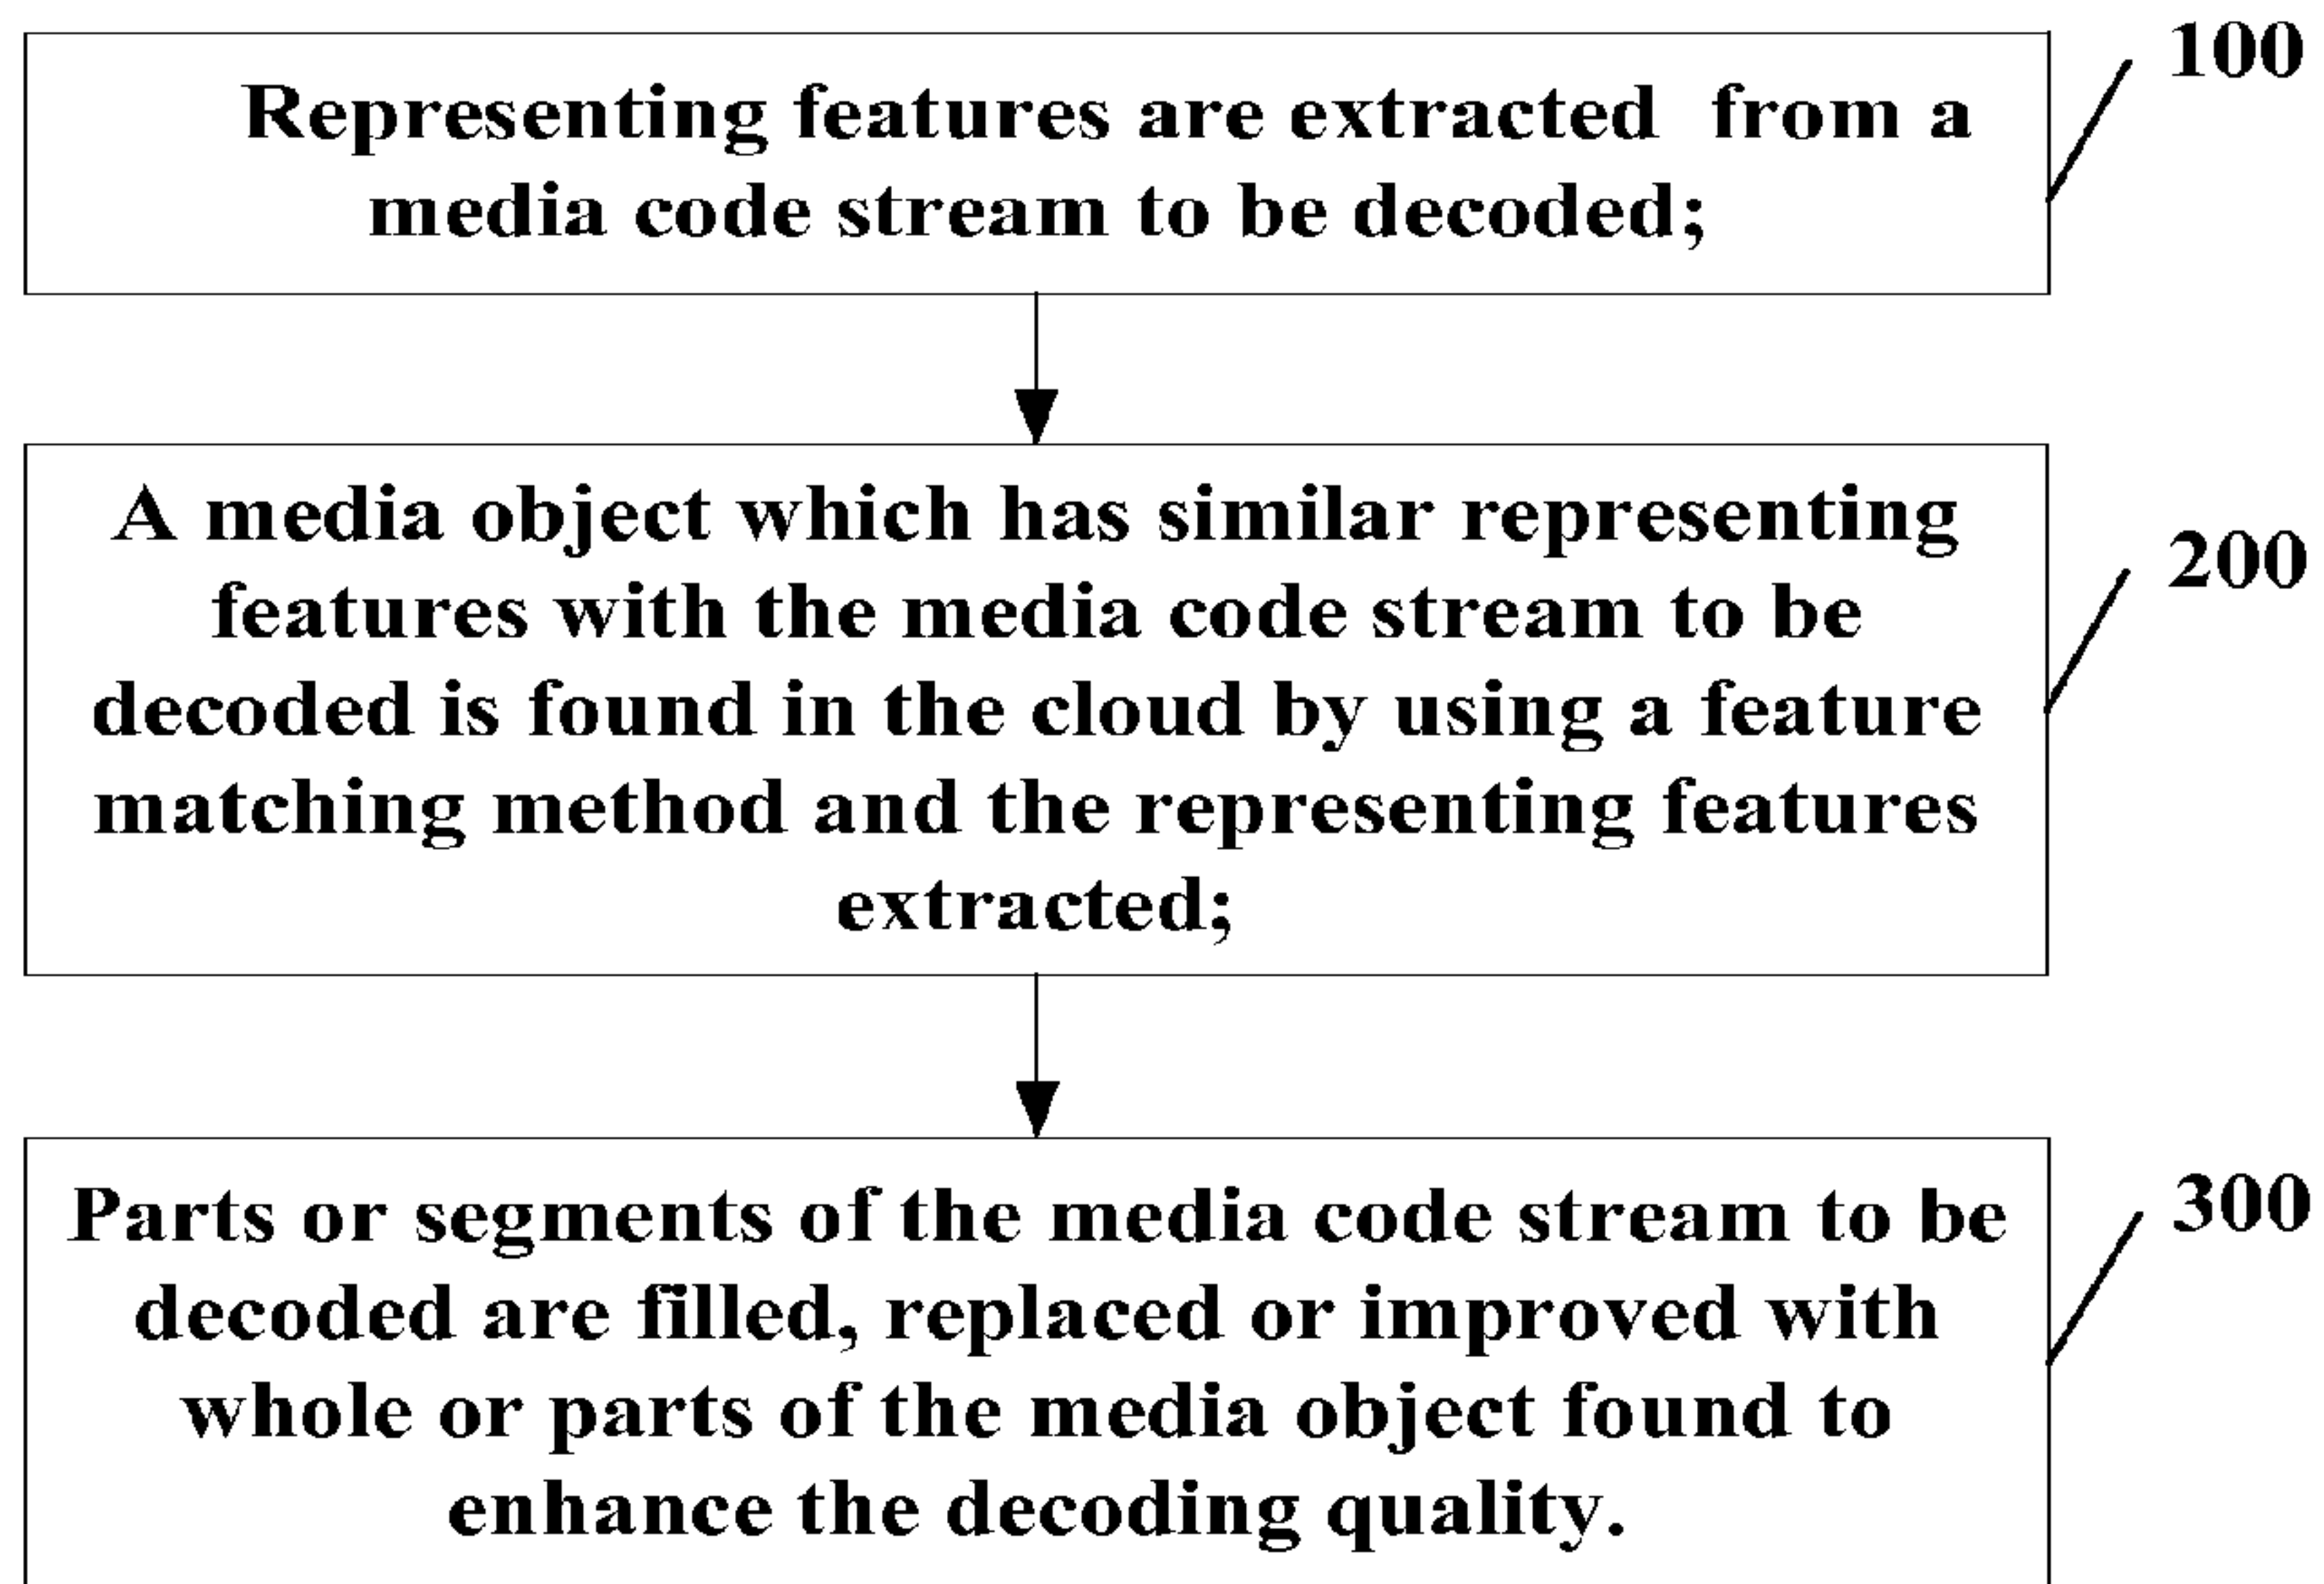 100
Representing features are extracted from a
media code stream to be decoded;
A media object which has similar representing
features with the media code stream to be
decoded is found in the cloud by using a feature
matching method and the representing features
extracted;
200
Parts or segments of the media code stream to be
decoded are filled, replaced or improved with
whole or parts of the media object found to
enhance the decoding quality.
300